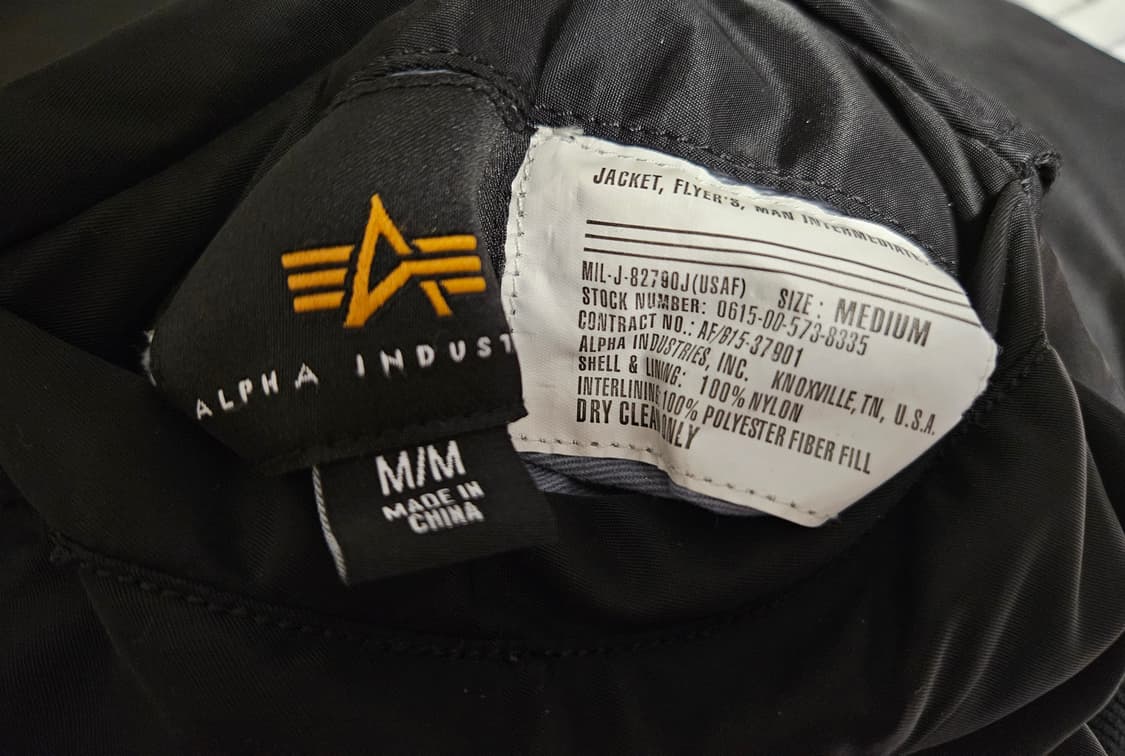 ALPHA INDUST
M/M
MADE IN
CHINA
JACKET, FLYER'S, MAN INTERMEDIATE
MIL-J-82790J(USAF) SIZE: MEDIUM
STOCK NUMBER: 0615-00-573-8335
CONTRACT NO.: AF/815-37901
ALPHA INDUSTRIES, INC. KNOXVILLE, TN, U.S.A.
SHELL & LINING: 100% NYLON
INTERLINING 100% POLYESTER FIBER FILL
DRY CLEAN ONLY